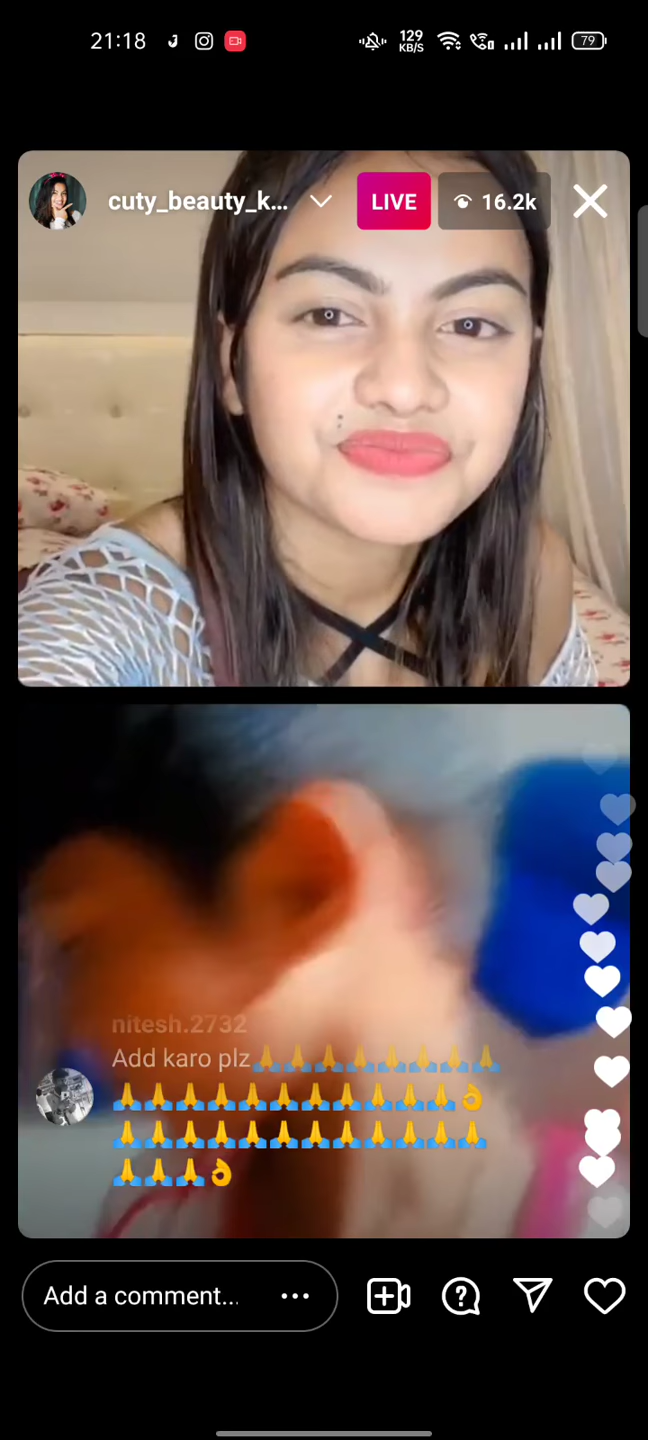 21:18
129
KB/S
79
cuty_beauty_k...
LIVE
16.2k
nitesh.2732
Add karo plz🙏🙏🙏🙏🙏🙏🙏🙏
🙏🙏🙏🙏🙏🙏🙏🙏🙏🙏🙏👌
🙏🙏🙏🙏🙏🙏🙏🙏🙏🙏🙏🙏
🙏🙏🙏👌
Add a comment...